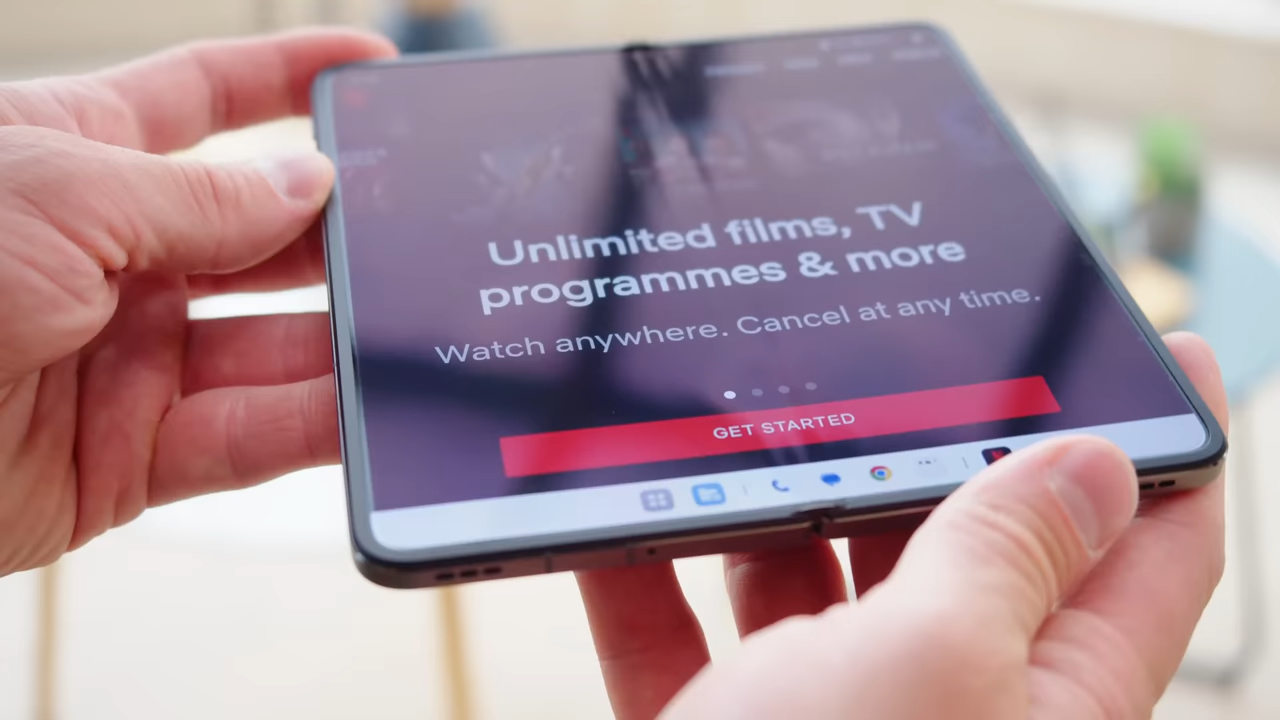 Unlimited films, TV
programmes & more
Watch anywhere. Cancel at any time.
GET STARTED